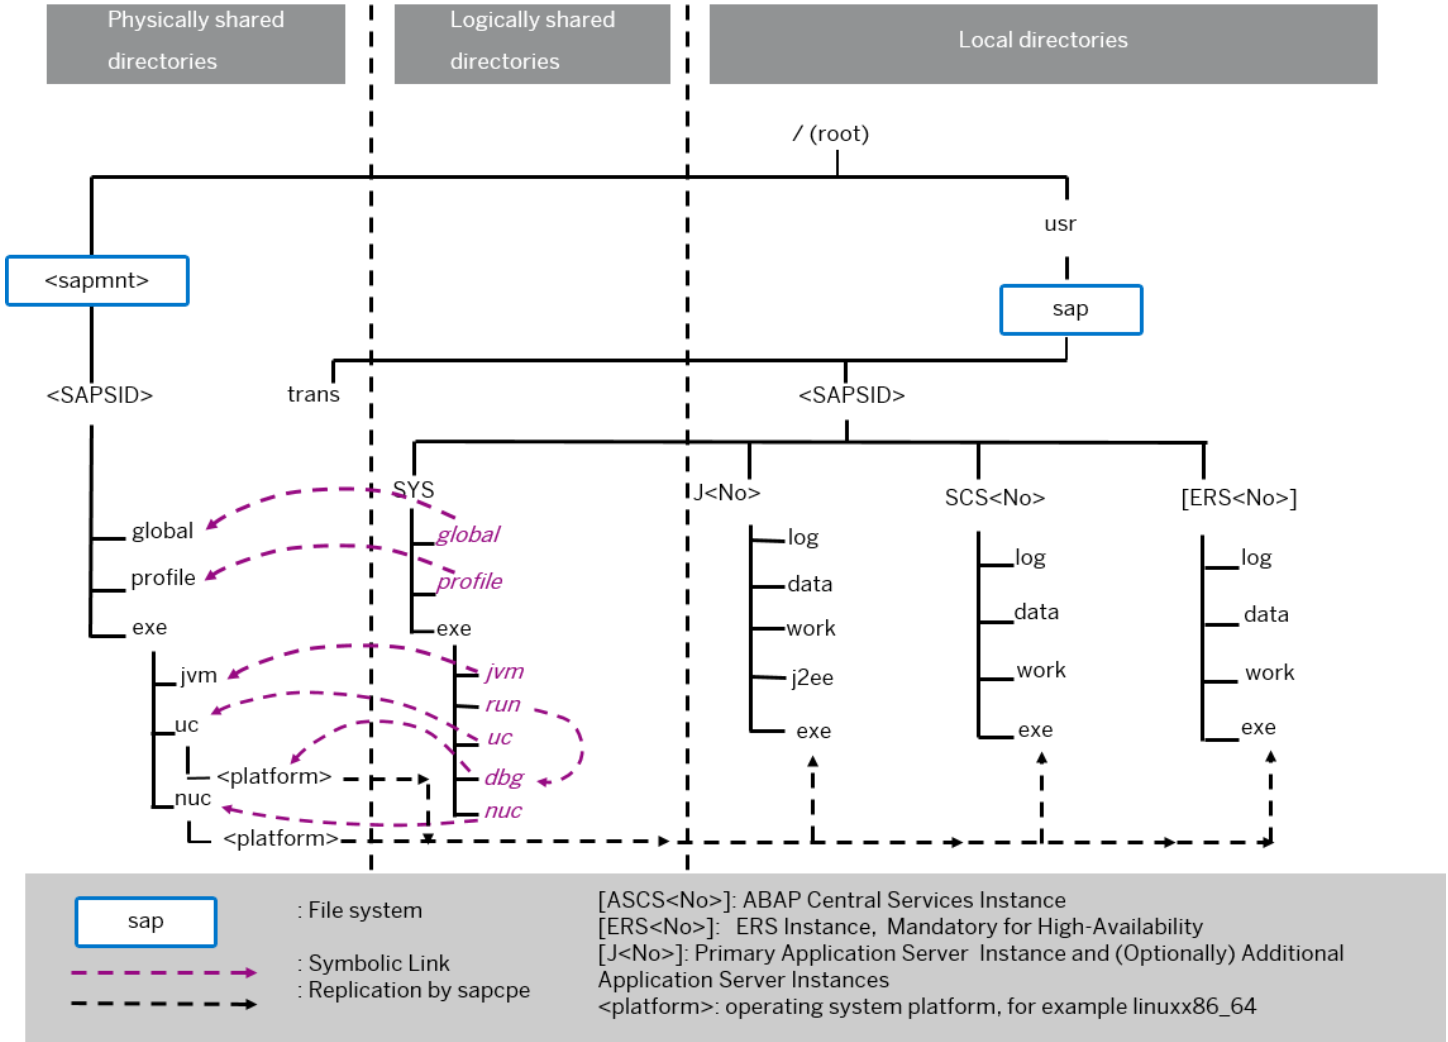 Physically shared
directories
Logically shared
directories
Local directories
/ (root)
usr
<sapmnt>
sap
<SAPSID>
trans
<SAPSID>
SYS
J<No>
SCS<No>
[ERS<No>]
global
profile
exe
jvm
uc
<platform>
nuc
<platform>
global
profile
exe
jvm
run
uc
dbg
nuc
log
data
work
j2ee
exe
log
data
work
exe
log
data
work
exe
sap
: File system
: Symbolic Link
: Replication by sapcpe
[ASCS<No>]: ABAP Central Services Instance
[ERS<No>]: ERS Instance, Mandatory for High-Availability
[J<No>]: Primary Application Server Instance and (Optionally) Additional
Application Server Instances
<platform>: operating system platform, for example linuxx86_64